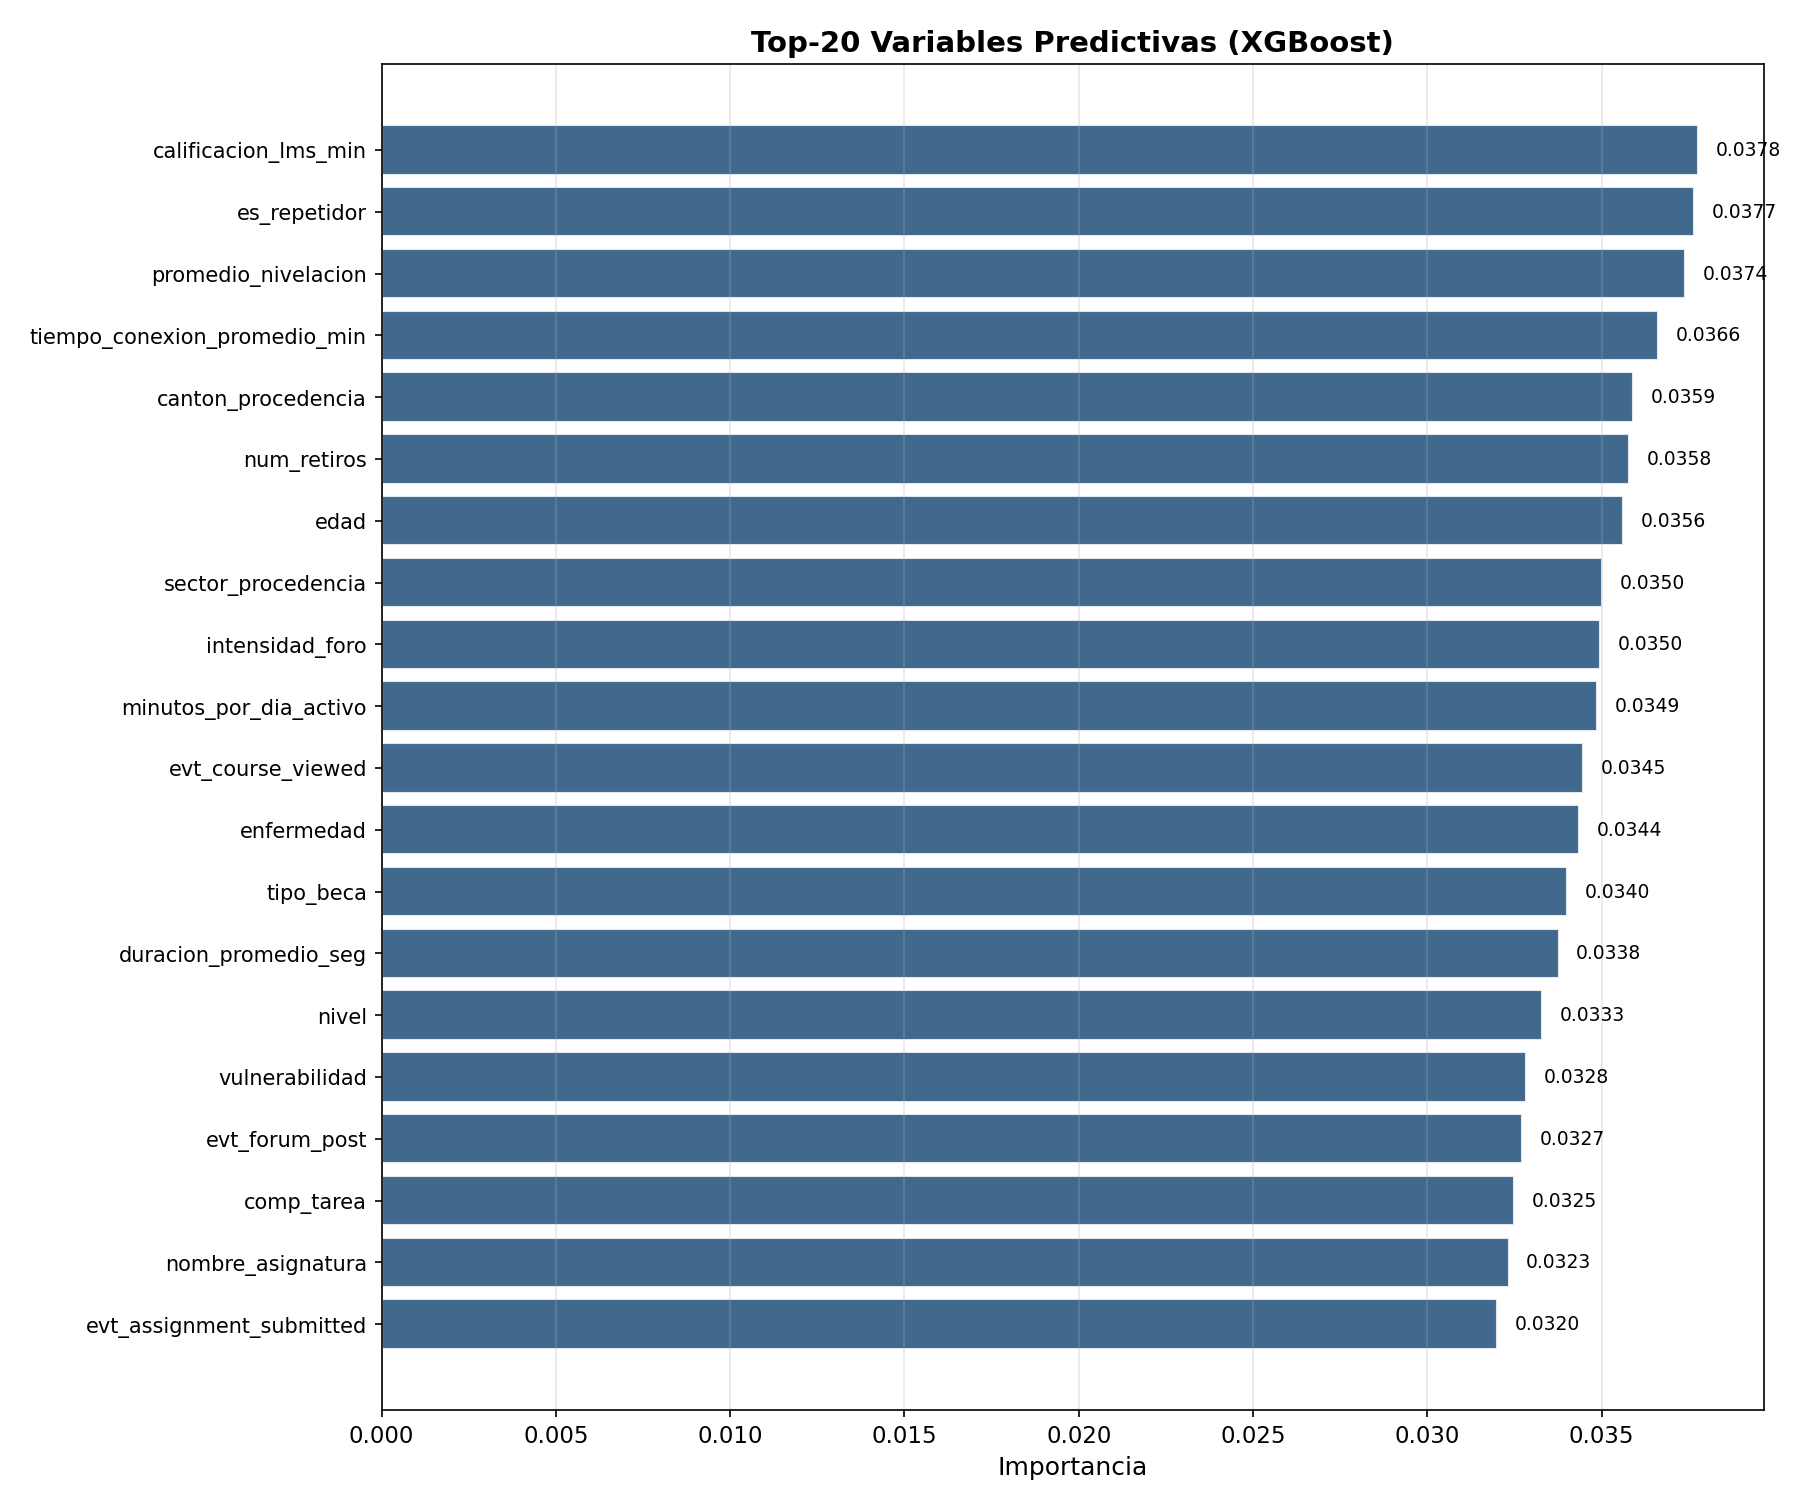 Top-20 Variables Predictivas (XGBoost)
calificacion_lms_min 0.0378
es_repetidor 0.0377
promedio_nivelacion 0.0374
tiempo_conexion_promedio_min 0.0366
canton_procedencia 0.0359
num_retiros 0.0358
edad 0.0356
sector_procedencia 0.0350
intensidad_foro 0.0350
minutos_por_dia_activo 0.0349
evt_course_viewed 0.0345
enfermedad 0.0344
tipo_beca 0.0340
duracion_promedio_seg 0.0338
nivel 0.0333
vulnerabilidad 0.0328
evt_forum_post 0.0327
comp_tarea 0.0325
nombre_asignatura 0.0323
evt_assignment_submitted 0.0320
0.000 0.005 0.010 0.015 0.020 0.025 0.030 0.035
Importancia